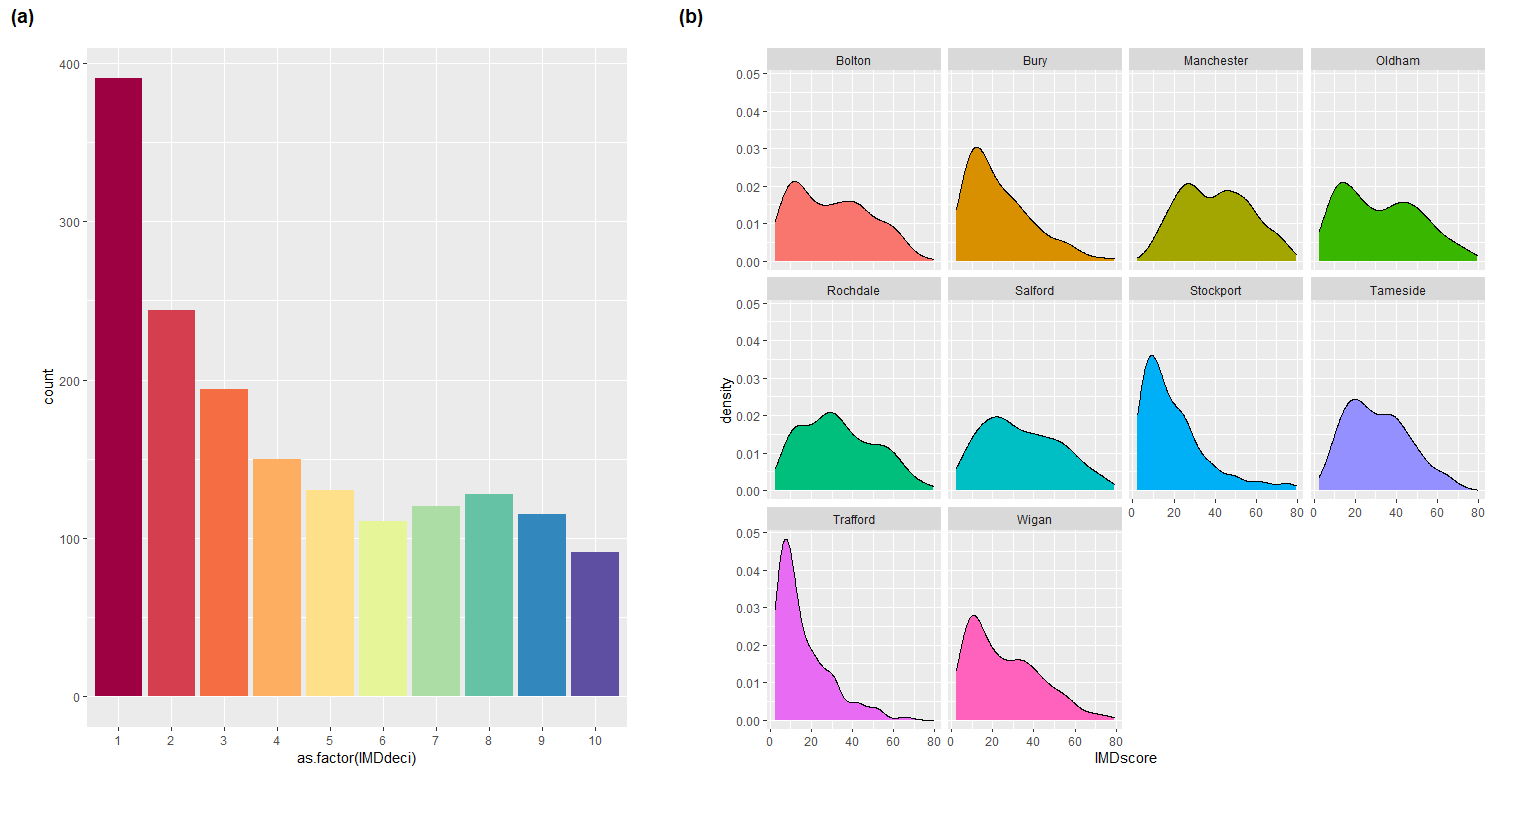 (a)
400
300
200
100
0
count
1 2 3 4 5 6 7 8 9 10
as.factor(IMDdeci)
(b)
Bolton Bury Manchester Oldham
0.05
0.04
0.03
0.02
0.01
0.00
Rochdale Salford Stockport Tameside
0.05
0.04
0.03
0.02
0.01
0.00
density
0 20 40 60 80 0 20 40 60 80
Trafford Wigan
0.05
0.04
0.03
0.02
0.01
0.00
0 20 40 60 80 0 20 40 60 80
IMDscore